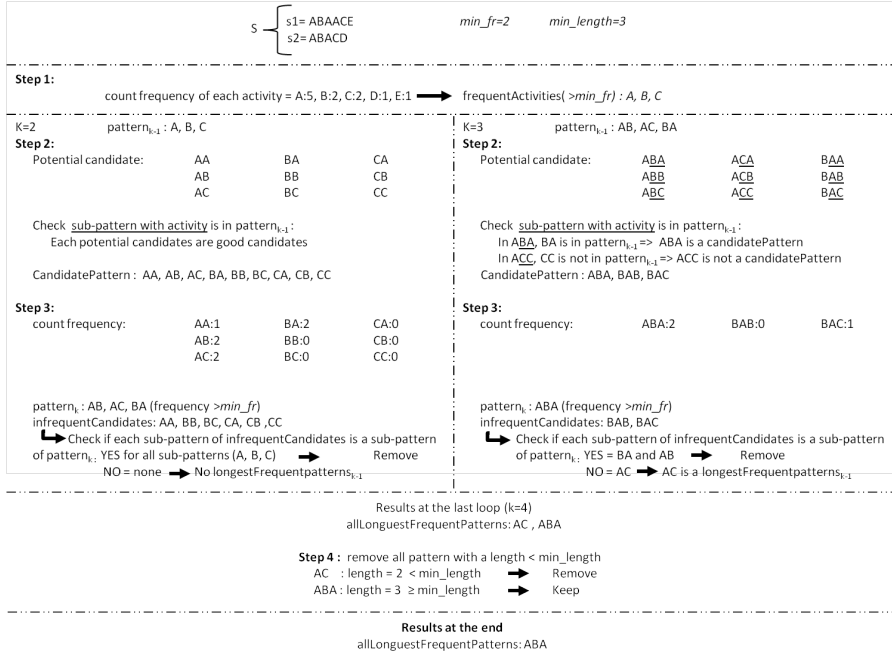 S
s1= ABAACE
s2= ABACD
min_fr=2 min_length=3
Step 1:
count frequency of each activity = A:5, B:2, C:2, D:1, E:1
frequentActivities( >min_fr) : A, B, C
K=2 pattern k-1 : A, B, C
Step 2:
Potential candidate: AA BA CA
AB BB CB
AC BC CC
Check sub-pattern with activity is in pattern k-1 :
Each potential candidates are good candidates
CandidatePattern : AA, AB, AC, BA, BB, BC, CA, CB, CC
Step 3:
count frequency: AA:1 BA:2 CA:0
AB:2 BB:0 CB:0
AC:2 BC:0 CC:0
pattern k : AB, AC, BA (frequency >min_fr)
infrequentCandidates: AA, BB, BC, CA, CB ,CC
Check if each sub-pattern of infrequentCandidates is a sub-pattern
of pattern k : YES for all sub-patterns (A, B, C) Remove
NO = none No longestFrequentpatterns k-1
K=3 pattern k-1 : AB, AC, BA
Step 2:
Potential candidate: ABA ACA BAA
ABB ACB BAB
ABC ACC BAC
Check sub-pattern with activity is in pattern k-1 :
In ABA, BA is in pattern k-1 => ABA is a candidatePattern
In ACC, CC is not in pattern k-1 => ACC is not a candidatePattern
CandidatePattern : ABA, BAB, BAC
Step 3:
count frequency: ABA:2 BAB:0 BAC:1
pattern k : ABA (frequency >min_fr)
infrequentCandidates: BAB, BAC
Check if each sub-pattern of infrequentCandidates is a sub-pattern
of pattern k : YES = BA and AB Remove
NO = AC AC is a longestFrequentpatterns k-1
Results at the last loop (k=4)
allLonguestFrequentPatterns: AC , ABA
Step 4 : remove all pattern with a length < min_length
AC : length = 2 < min_length Remove
ABA : length = 3 ≥ min_length Keep
Results at the end
allLonguestFrequentPatterns: ABA